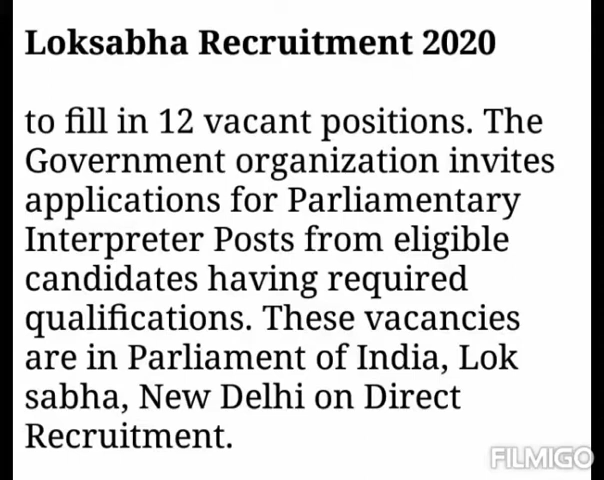 Loksabha Recruitment 2020
to fill in 12 vacant positions. The
Government organization invites
applications for Parliamentary
Interpreter Posts from eligible
candidates having required
qualifications. These vacancies
are in Parliament of India, Lok
sabha, New Delhi on Direct
Recruitment.
FILMIGO